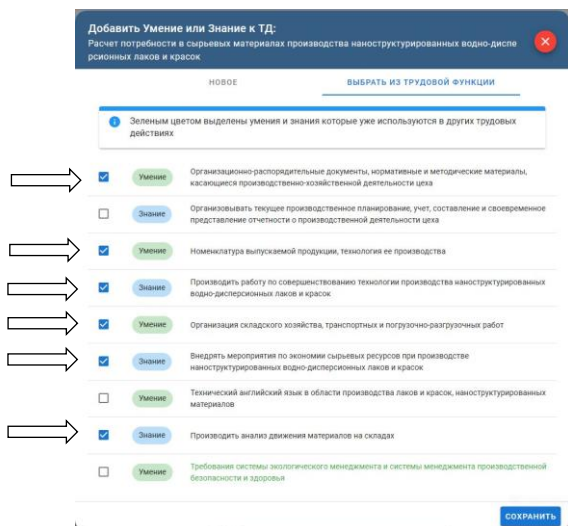 Добавить Умение или Знание к ТД:
Расчет потребности в сырьевых материалах производства наноструктурированных водно-диспе
рсионных лаков и красок
НОВОЕ
ВЫБРАТЬ ИЗ ТРУДОВОЙ ФУНКЦИИ
Зеленым цветом выделены умения и знания которые уже используются в других трудовых
действиях
Умение
Организационно-распорядительные документы, нормативные и методические материалы,
касающиеся производственно-хозяйственной деятельности цеха
Знание
Организовывать текущее производственное планирование, учет, составление и своевременное
представление отчетности о производственной деятельности цеха
Умение
Номенклатура выпускаемой продукции, технология ее производства
Знание
Производить работу по совершенствованию технологии производства наноструктурированных
водно-дисперсионных лаков и красок
Умение
Организация складского хозяйства, транспортных и погрузочно-разгрузочных работ
Знание
Внедрять мероприятия по экономии сырьевых ресурсов при производстве
наноструктурированных водно-дисперсионных лаков и красок
Умение
Технический английский язык в области производства лаков и красок, наноструктурированных
материалов
Знание
Производить анализ движения материалов на складах
Умение
Требования системы экологического менеджмента и системы менеджмента производственной
безопасности и здоровья
СОХРАНИТЬ